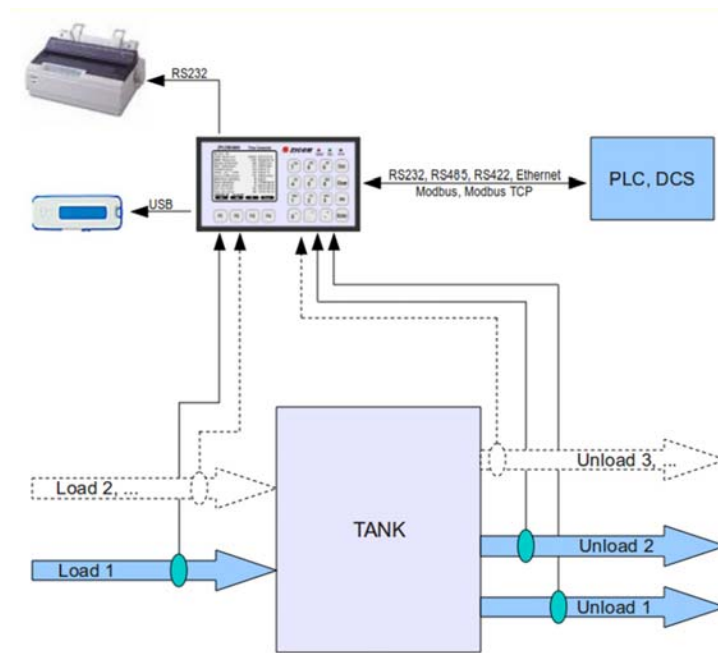 RS232
USB
RS232, RS485, RS422, Ethernet
Modbus, Modbus TCP
PLC, DCS
Load 2, ...
Unload 3, ...
TANK
Load 1
Unload 2
Unload 1